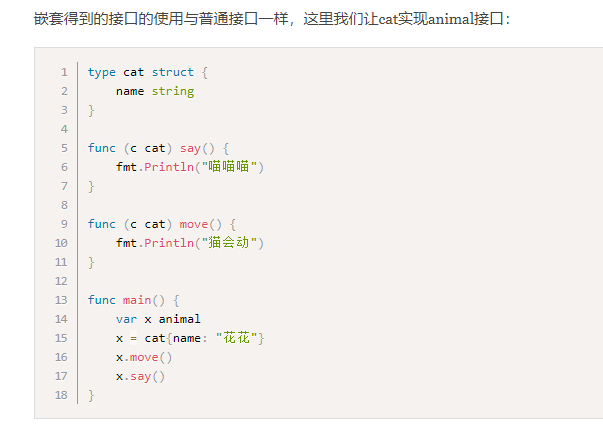 嵌套得到的接口的使用与普通接口一样，这里我们让cat实现animal接口：
1 type cat struct {
2     name string
3 }
4
5 func (c cat) say() {
6     fmt.Println("喵喵喵")
7 }
8
9 func (c cat) move() {
10     fmt.Println("猫会动")
11 }
12
13 func main() {
14     var x animal
15     x = cat{name: "花花"}
16     x.move()
17     x.say()
18 }